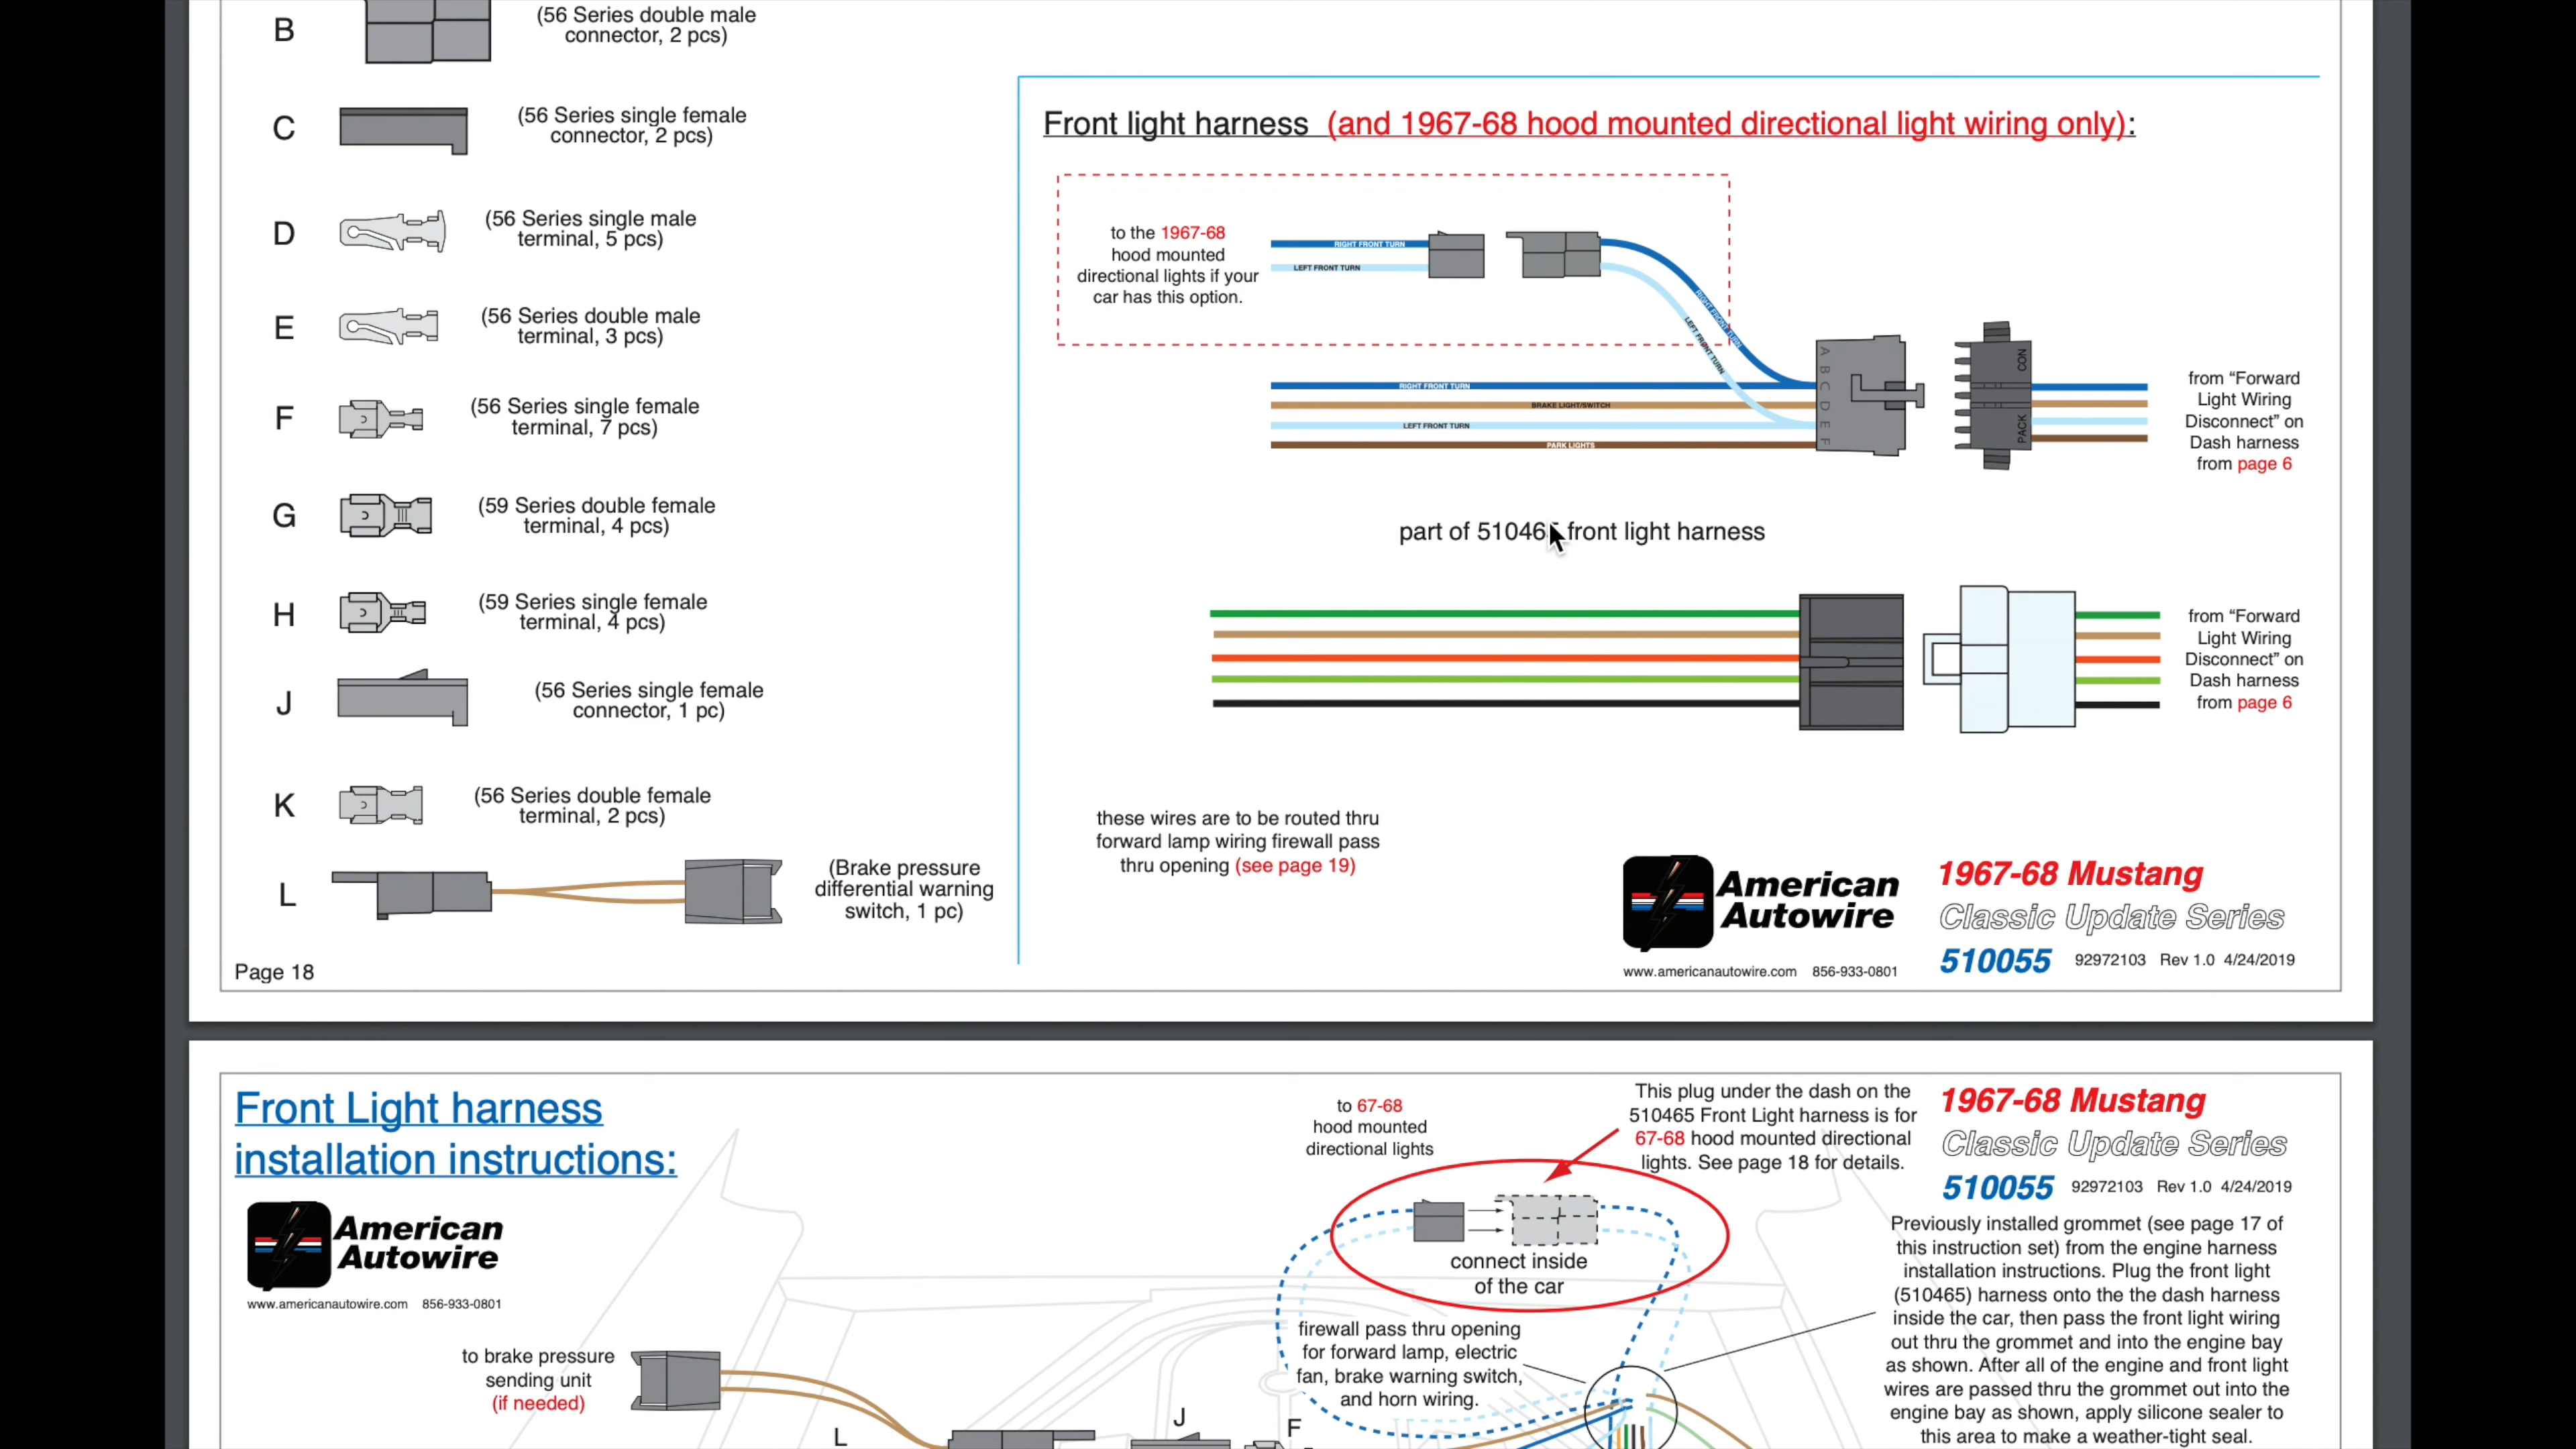 B
(56 Series double male
connector, 2 pcs)
C
(56 Series single female
connector, 2 pcs)
D
(56 Series single male
terminal, 5 pcs)
E
(56 Series double male
terminal, 3 pcs)
F
(56 Series single female
terminal, 7 pcs)
G
(59 Series double female
terminal, 4 pcs)
H
(59 Series single female
terminal, 4 pcs)
J
(56 Series single female
connector, 1 pc)
K
(56 Series double female
terminal, 2 pcs)
L
(Brake pressure
differential warning
switch, 1 pc)
Page 18
Front light harness (and 1967-68 hood mounted directional light wiring only):
to the 1967-68
hood mounted
directional lights if your
car has this option.
RIGHT FRONT TURN
LEFT FRONT TURN
RIGHT FRONT TURN
LEFT FRONT TURN
RIGHT FRONT TURN
BRAKE LIGHT/SWITCH
LEFT FRONT TURN
PARK LIGHTS
A B C D E F
CON
PACK
from “Forward
Light Wiring
Disconnect” on
Dash harness
from page 6
part of 510465 front light harness
from “Forward
Light Wiring
Disconnect” on
Dash harness
from page 6
these wires are to be routed thru
forward lamp wiring firewall pass
thru opening (see page 19)
American
Autowire
www.americanautowire.com 856-933-0801
1967-68 Mustang
Classic Update Series
510055 92972103 Rev 1.0 4/24/2019
Front Light harness
installation instructions:
American
Autowire
www.americanautowire.com 856-933-0801
to 67-68
hood mounted
directional lights
This plug under the dash on the
510465 Front Light harness is for
67-68 hood mounted directional
lights. See page 18 for details.
1967-68 Mustang
Classic Update Series
510055 92972103 Rev 1.0 4/24/2019
connect inside
of the car
firewall pass thru opening
for forward lamp, electric
fan, brake warning switch,
and horn wiring.
Previously installed grommet (see page 17 of
this instruction set) from the engine harness
installation instructions. Plug the front light
(510465) harness onto the the dash harness
inside the car, then pass the front light wiring
out thru the grommet and into the engine bay
as shown. After all of the engine and front light
wires are passed thru the grommet out into the
engine bay as shown, apply silicone sealer to
this area to make a weather-tight seal.
to brake pressure
sending unit
(if needed)
L
J
F